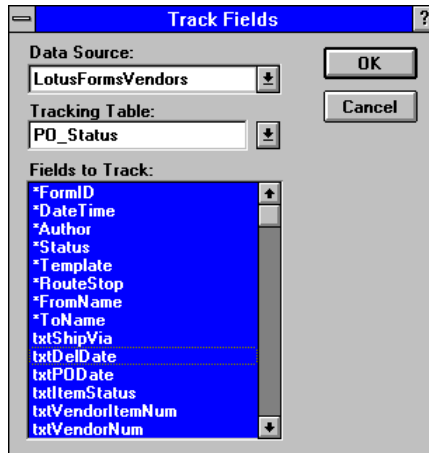 Track Fields
?
Data Source:
LotusFormsVendors
OK
Tracking Table:
Cancel
PO_Status
Fields to Track:
*FormID
*DateTime
*Author
*Status
*Template
*RouteStop
*FromName
*ToName
txtShipVia
txtDelDate
txtPODate
txtItemStatus
txtVendorItemNum
txtVendorNum